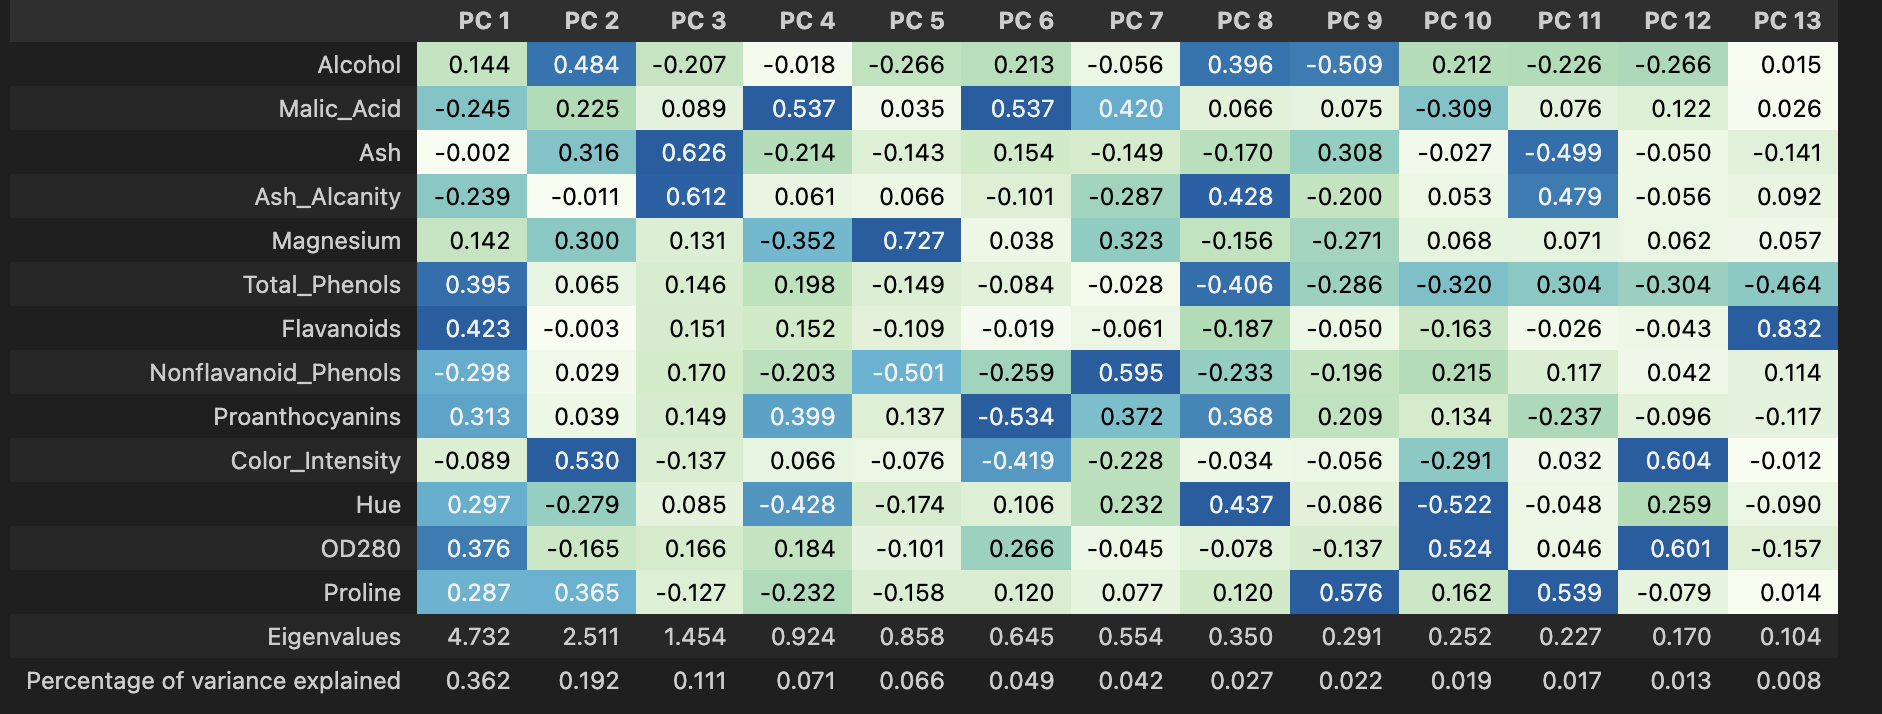 PC 1 PC 2 PC 3 PC 4 PC 5 PC 6 PC 7 PC 8 PC 9 PC 10 PC 11 PC 12 PC 13
Alcohol 0.144 0.484 -0.207 -0.018 -0.266 0.213 -0.056 0.396 -0.509 0.212 -0.226 -0.266 0.015
Malic_Acid -0.245 0.225 0.089 0.537 0.035 0.537 0.420 0.066 0.075 -0.309 0.076 0.122 0.026
Ash -0.002 0.316 0.626 -0.214 -0.143 0.154 -0.149 -0.170 0.308 -0.027 -0.499 -0.050 -0.141
Ash_Alcanity -0.239 -0.011 0.612 0.061 0.066 -0.101 -0.287 0.428 -0.200 0.053 0.479 -0.056 0.092
Magnesium 0.142 0.300 0.131 -0.352 0.727 0.038 0.323 -0.156 -0.271 0.068 0.071 0.062 0.057
Total_Phenols 0.395 0.065 0.146 0.198 -0.149 -0.084 -0.028 -0.406 -0.286 -0.320 0.304 -0.304 -0.464
Flavanoids 0.423 -0.003 0.151 0.152 -0.109 -0.019 -0.061 -0.187 -0.050 -0.163 -0.026 -0.043 0.832
Nonflavanoid_Phenols -0.298 0.029 0.170 -0.203 -0.501 -0.259 0.595 -0.233 -0.196 0.215 0.117 0.042 0.114
Proanthocyanins 0.313 0.039 0.149 0.399 0.137 -0.534 0.372 0.368 0.209 0.134 -0.237 -0.096 -0.117
Color_Intensity -0.089 0.530 -0.137 0.066 -0.076 -0.419 -0.228 -0.034 -0.056 -0.291 0.032 0.604 -0.012
Hue 0.297 -0.279 0.085 -0.428 -0.174 0.106 0.232 0.437 -0.086 -0.522 -0.048 0.259 -0.090
OD280 0.376 -0.165 0.166 0.184 -0.101 0.266 -0.045 -0.078 -0.137 0.524 0.046 0.601 -0.157
Proline 0.287 0.365 -0.127 -0.232 -0.158 0.120 0.077 0.120 0.576 0.162 0.539 -0.079 0.014
Eigenvalues 4.732 2.511 1.454 0.924 0.858 0.645 0.554 0.350 0.291 0.252 0.227 0.170 0.104
Percentage of variance explained 0.362 0.192 0.111 0.071 0.066 0.049 0.042 0.027 0.022 0.019 0.017 0.013 0.008